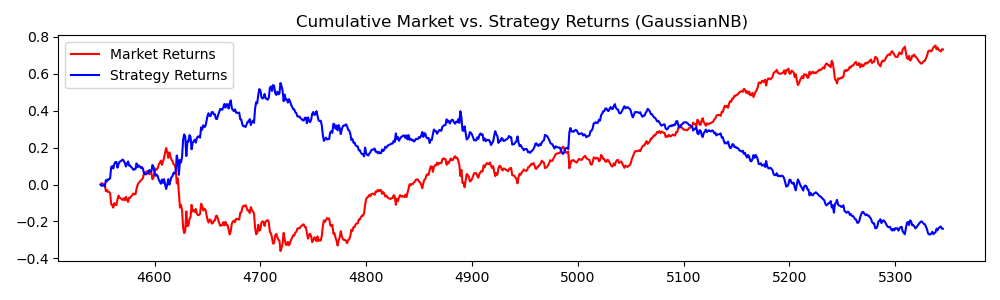 Cumulative Market vs. Strategy Returns (GaussianNB)
Market Returns
Strategy Returns
0.8
0.6
0.4
0.2
0.0
−0.2
−0.4
4600 4700 4800 4900 5000 5100 5200 5300